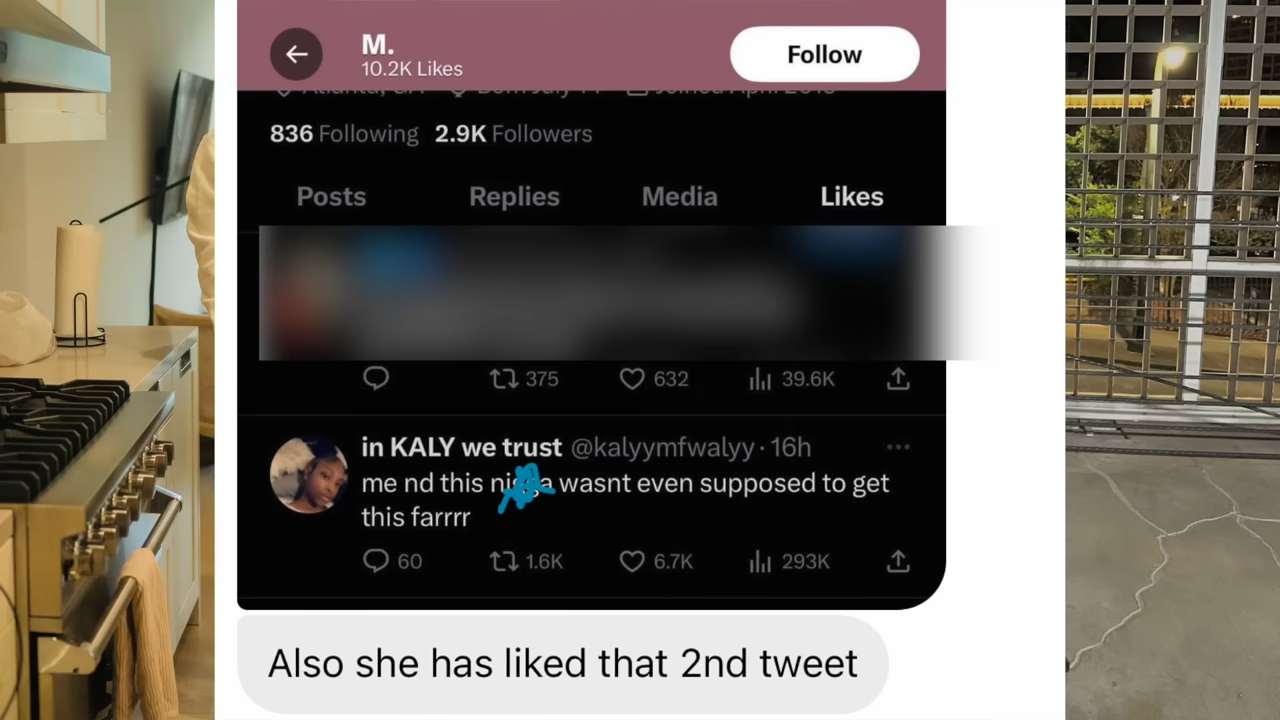 M.
10.2K Likes
Follow
836 Following 2.9K Followers
Posts Replies Media Likes
375 632 39.6K
in KALY we trust @kalyymfwalyy · 16h
me nd this wasnt even supposed to get
this farrrr
60 1.6K 6.7K 293K
Also she has liked that 2nd tweet